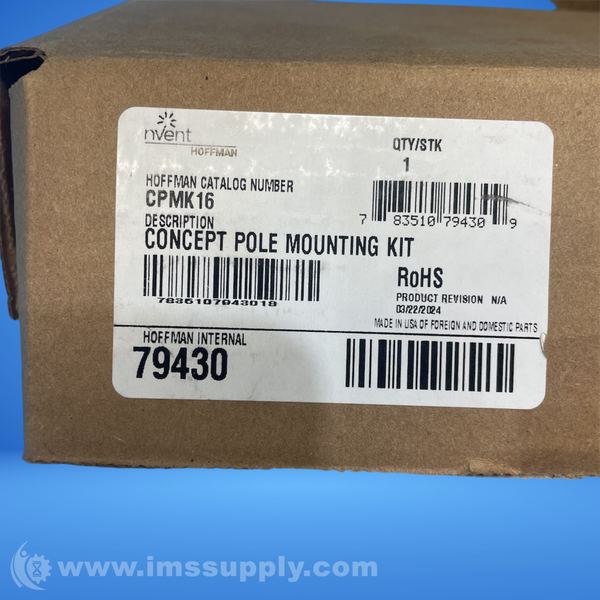 nvent
HOFFMAN
QTY/STK
1
HOFFMAN CATALOG NUMBER
CPMK16
7 83510 79430 9
DESCRIPTION
CONCEPT POLE MOUNTING KIT
RoHS
PRODUCT REVISION N/A
03/22/2024
MADE IN USA OF FOREIGN AND DOMESTIC PARTS
HOFFMAN INTERNAL
79430
www.imssupply.com